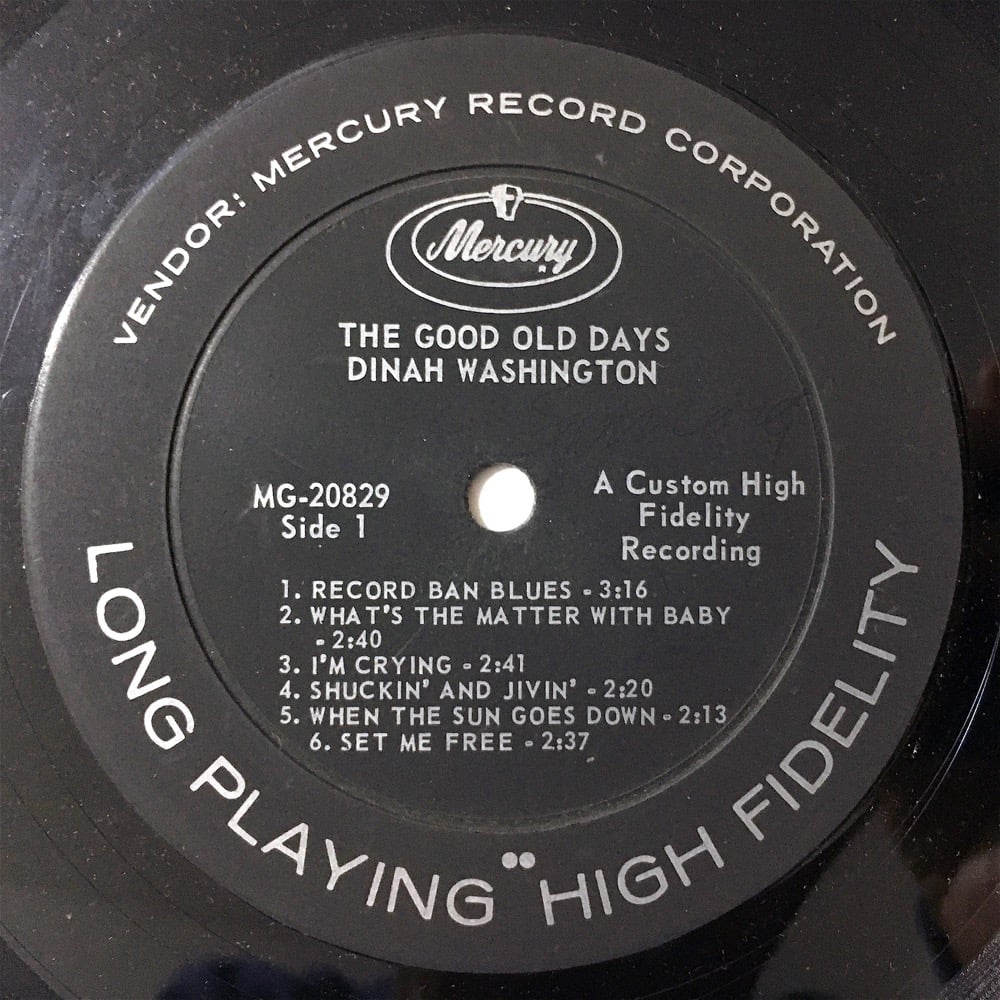 VENDOR: MERCURY RECORD CORPORATION
Mercury
R
THE GOOD OLD DAYS
DINAH WASHINGTON
MG-20829
Side 1
A Custom High
Fidelity
Recording
1. RECORD BAN BLUES - 3:16
2. WHAT'S THE MATTER WITH BABY
- 2:40
3. I'M CRYING - 2:41
4. SHUCKIN' AND JIVIN' - 2:20
5. WHEN THE SUN GOES DOWN - 2:13
6. SET ME FREE - 2:37
LONG PLAYING •• HIGH FIDELITY